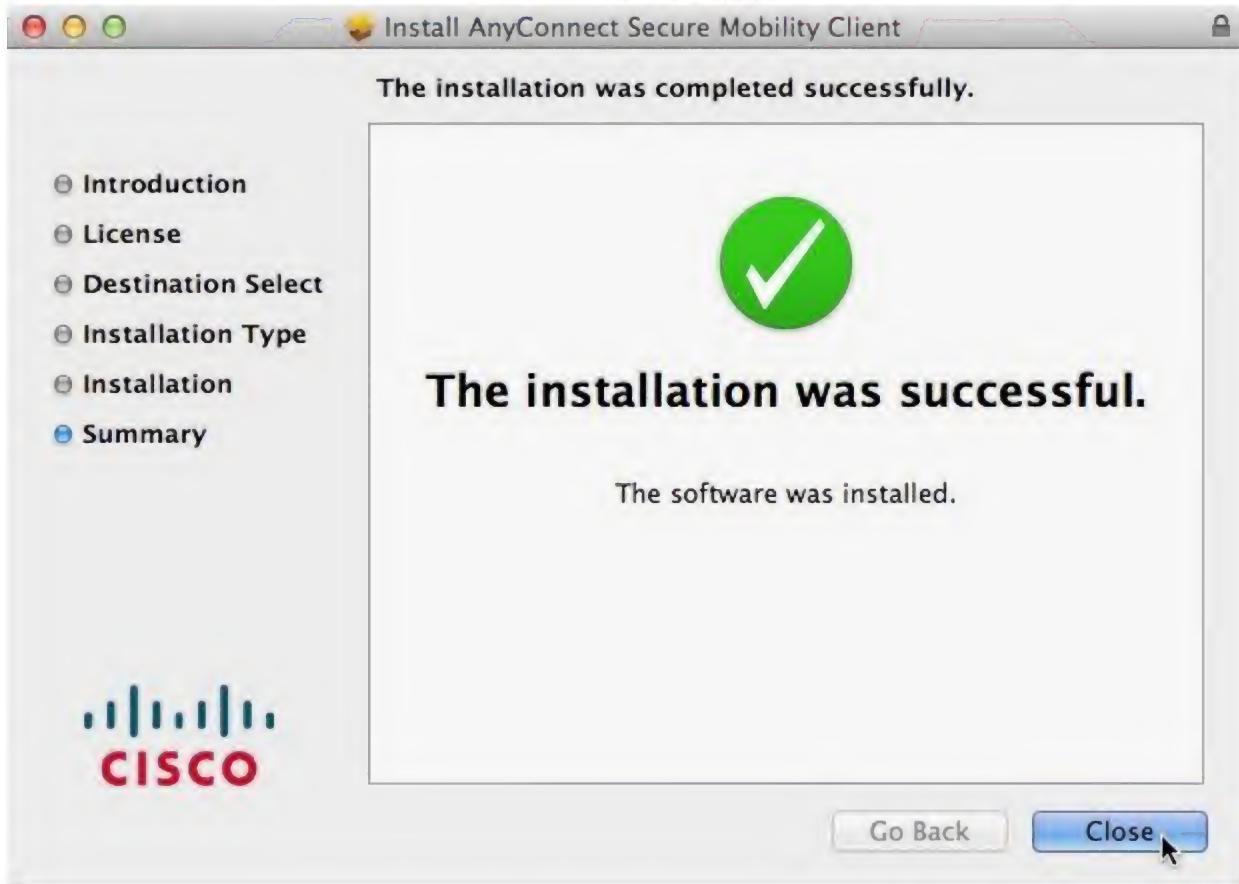 Install AnyConnect Secure Mobility Client
The installation was completed successfully.
Introduction
License
Destination Select
Installation Type
Installation
Summary
The installation was successful.
The software was installed.
CISCO
Go Back
Close